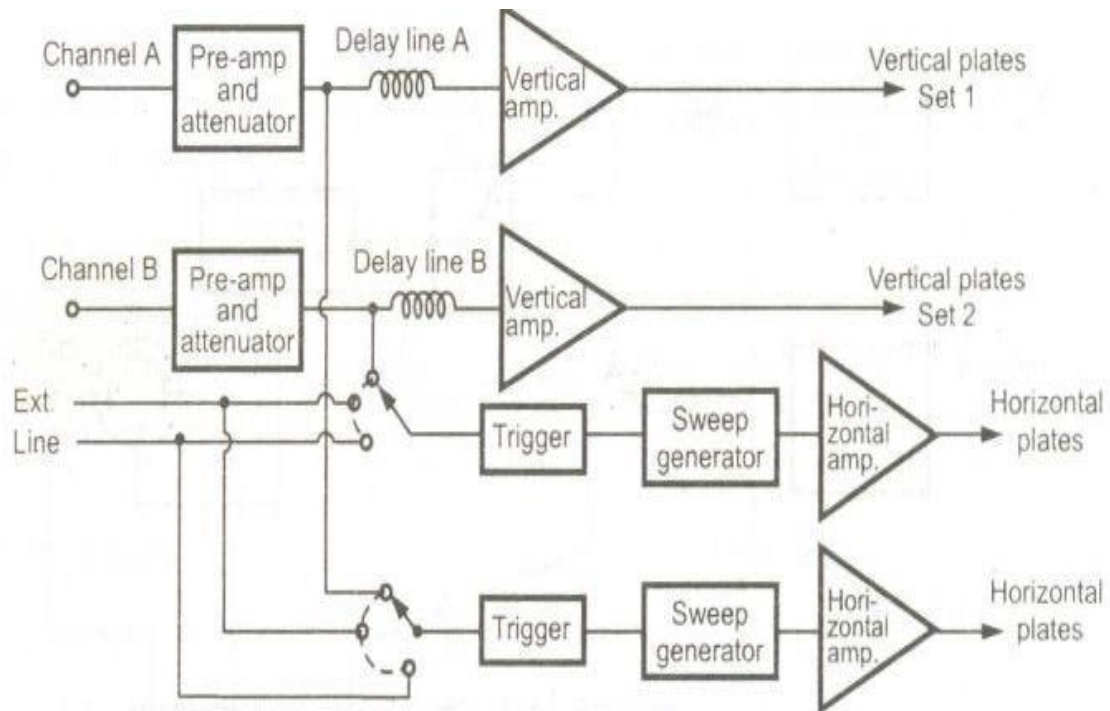 Channel A
Pre-amp
and
attenuator
Delay line A
Vertical
amp.
Vertical plates
Set 1
Channel B
Pre-amp
and
attenuator
Delay line B
Vertical
amp.
Vertical plates
Set 2
Ext.
Line
Trigger
Sweep
generator
Hori-
zontal
amp.
Horizontal
plates
Trigger
Sweep
generator
Hori-
zontal
amp.
Horizontal
plates